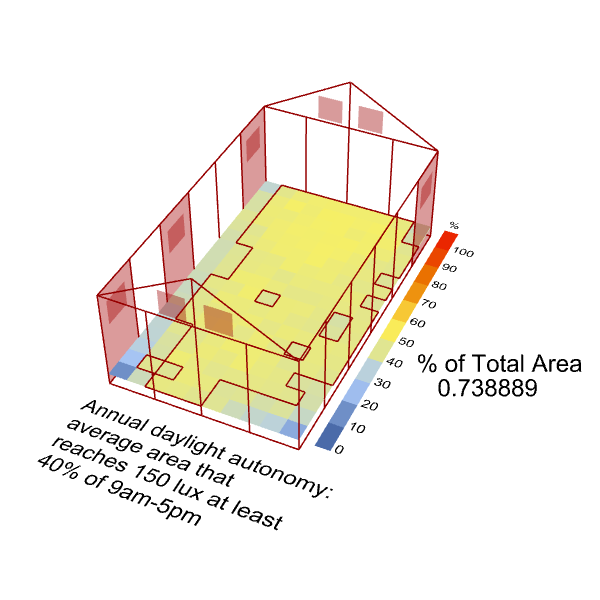 %
100
90
80
70
60
50
40
30
20
10
0
% of Total Area
0.738889
Annual daylight autonomy:
average area that
reaches 150 lux at least
40% of 9am-5pm